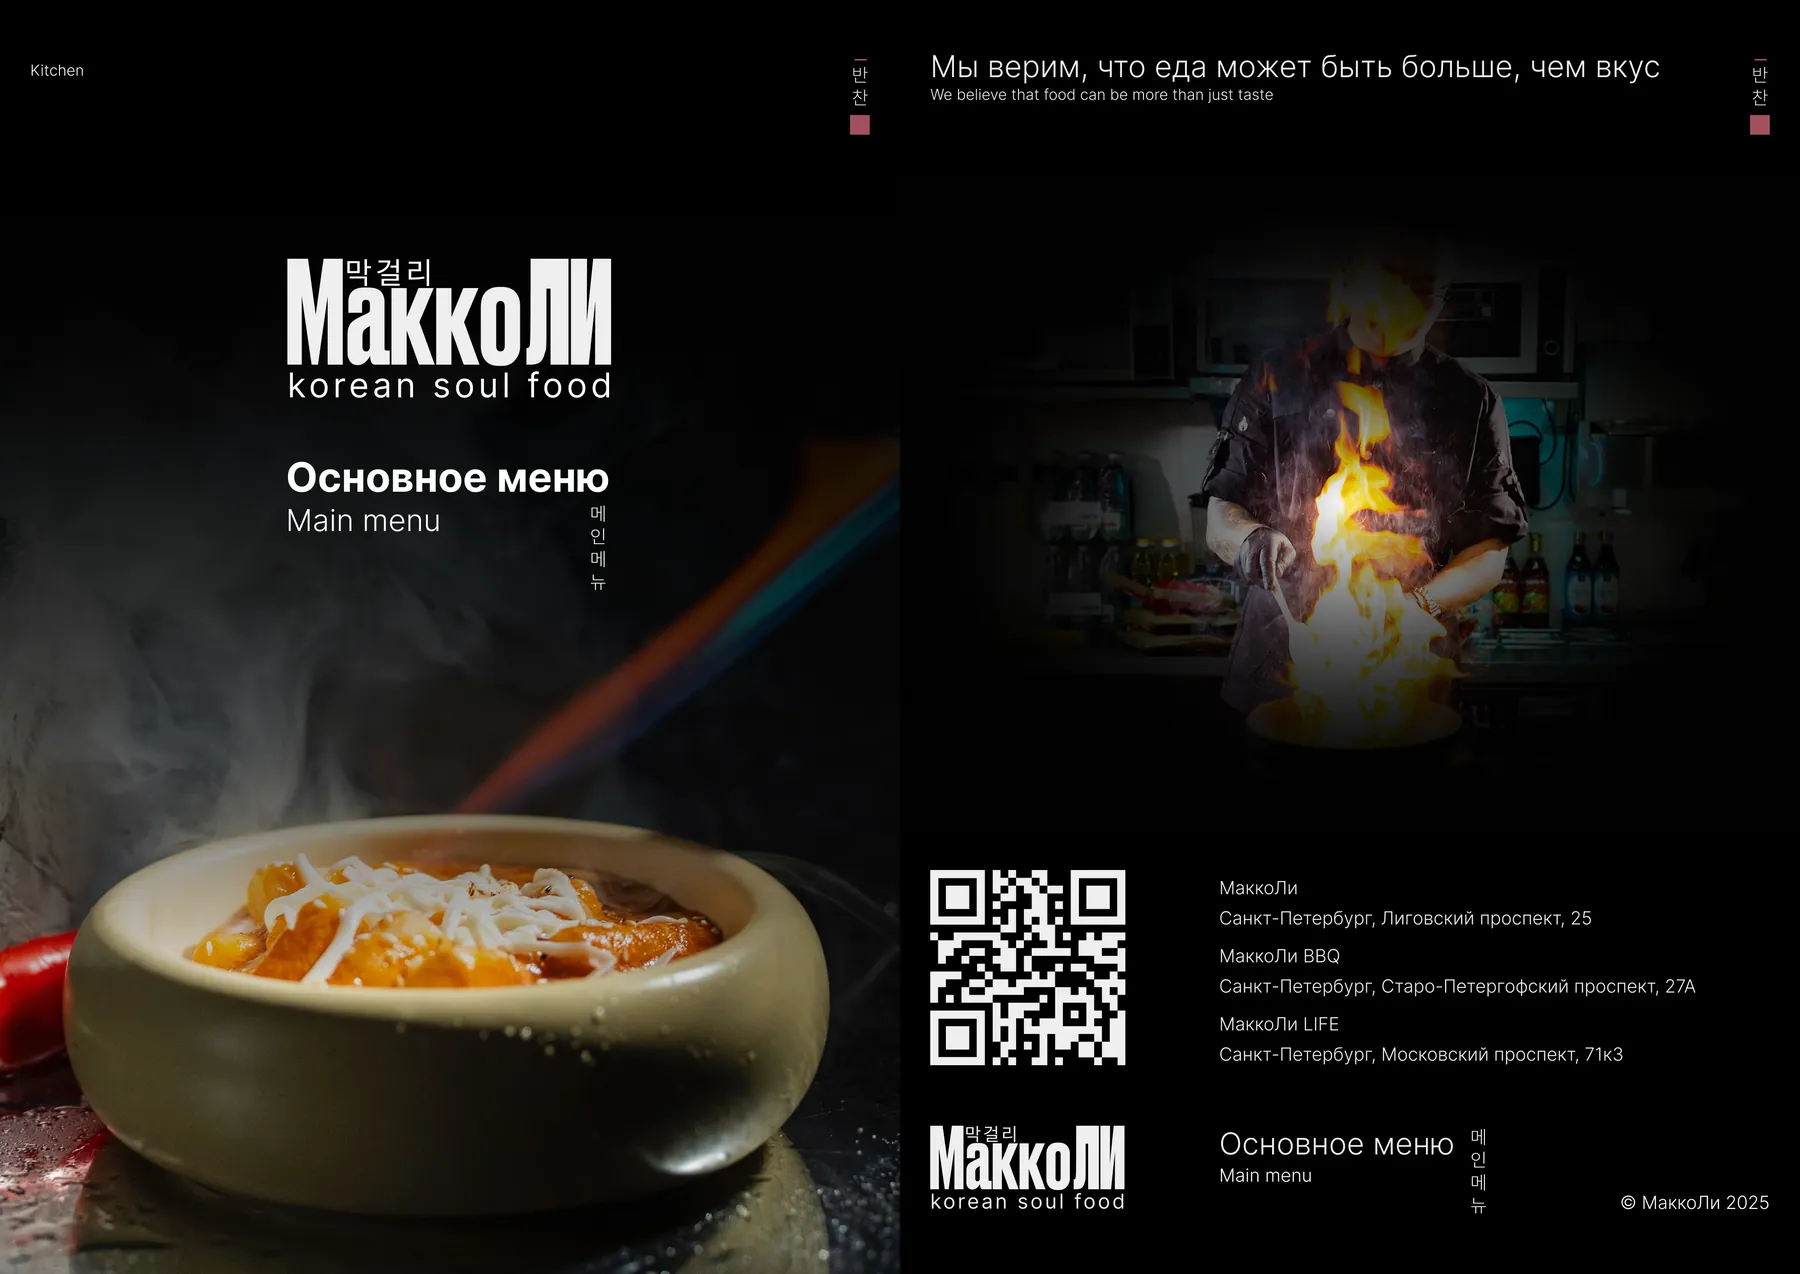 Kitchen
반찬
막걸리
МаккоЛи
korean soul food
Основное меню
Main menu
메인메뉴
Мы верим, что еда может быть больше, чем вкус
We believe that food can be more than just taste
반찬
МаккоЛи
Санкт-Петербург, Лиговский проспект, 25
МаккоЛи BBQ
Санкт-Петербург, Старо-Петергофский проспект, 27А
МаккоЛи LIFE
Санкт-Петербург, Московский проспект, 71к3
막걸리
МаккоЛи
korean soul food
Основное меню
Main menu
메인메뉴
© МаккоЛи 2025